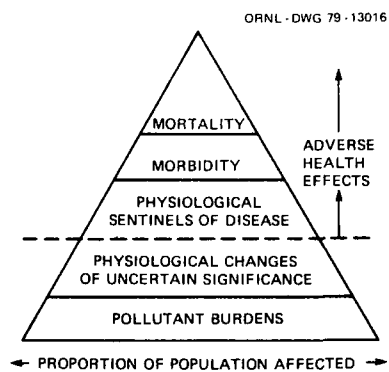 ORNL-DWG 79-13016
MORTALITY
MORBIDITY
PHYSIOLOGICAL
SENTINELS OF DISEASE
ADVERSE
HEALTH
EFFECTS
PHYSIOLOGICAL CHANGES
OF UNCERTAIN SIGNIFICANCE
POLLUTANT BURDENS
PROPORTION OF POPULATION AFFECTED